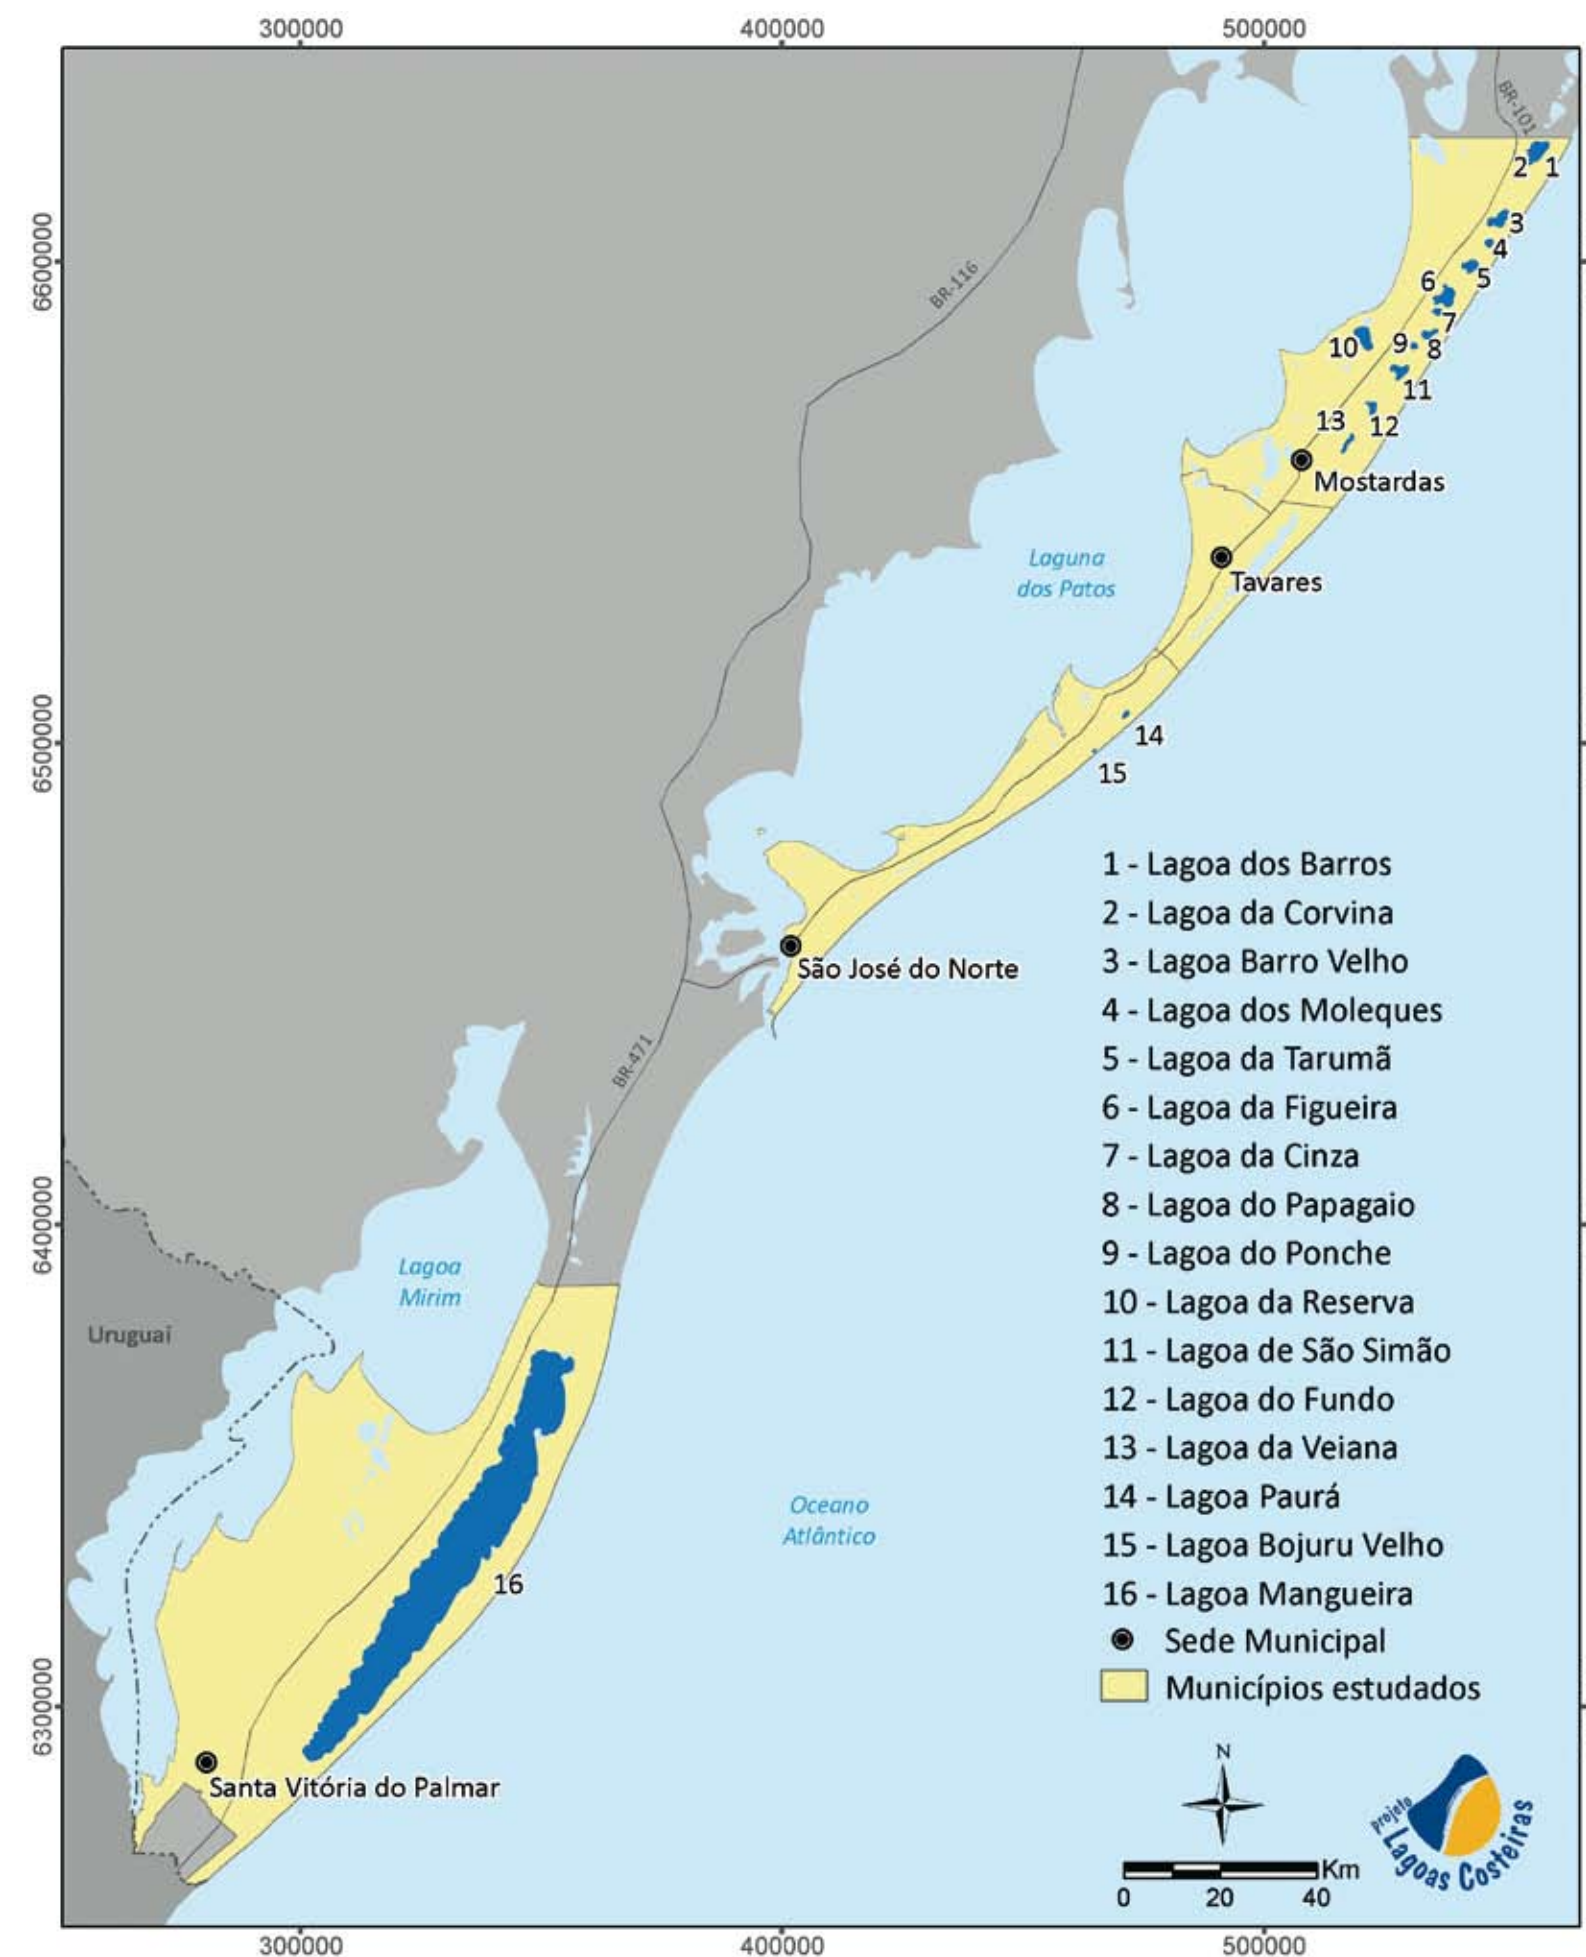 300000
400000
500000
BR-101
2
1
3
6600000
4
BR-116
5
6
7
10
9
8
11
13
12
Mostardas
Laguna
dos Patos
Tavares
14
6500000
15
1 - Lagoa dos Barros
2 - Lagoa da Corvina
3 - Lagoa Barro Velho
São José do Norte
4 - Lagoa dos Moleques
5 - Lagoa da Tarumã
BR-471
6 - Lagoa da Figueira
7 - Lagoa da Cinza
8 - Lagoa do Papagaio
6400000
9 - Lagoa do Ponche
Lagoa
Mirim
10 - Lagoa da Reserva
Uruguai
11 - Lagoa de São Simão
12 - Lagoa do Fundo
13 - Lagoa da Veiana
14 - Lagoa Paurá
Oceano
Atlântico
15 - Lagoa Bojuru Velho
16
16 - Lagoa Mangueira
Sede Municipal
Municípios estudados
6300000
Santa Vitória do Palmar
N
projeto
Lagoas Costeiras
Km
0
20
40
300000
400000
500000